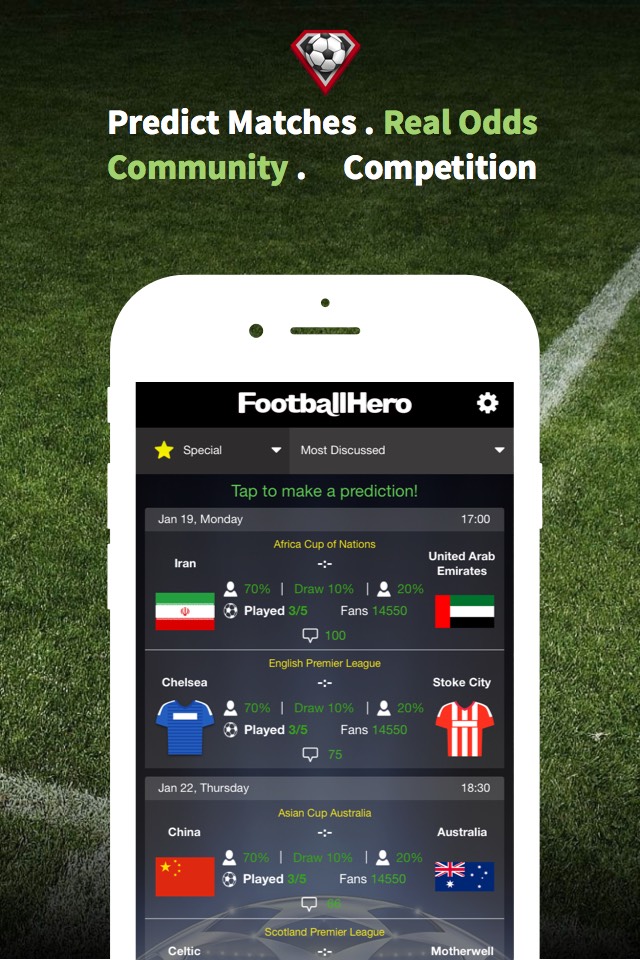 Predict Matches . Real Odds
Community . Competition
FootballHero
Special Most Discussed
Tap to make a prediction!
Jan 19, Monday 17:00
Africa Cup of Nations
Iran -:- United Arab Emirates
70% | Draw 10% | 20%
Played 3/5 Fans 14550
100
English Premier League
Chelsea -:- Stoke City
70% | Draw 10% | 20%
Played 3/5 Fans 14550
75
Jan 22, Thursday 18:30
Asian Cup Australia
China -:- Australia
70% | Draw 10% | 20%
Played 3/5 Fans 14550
66
Scotland Premier League
Celtic -:- Motherwell